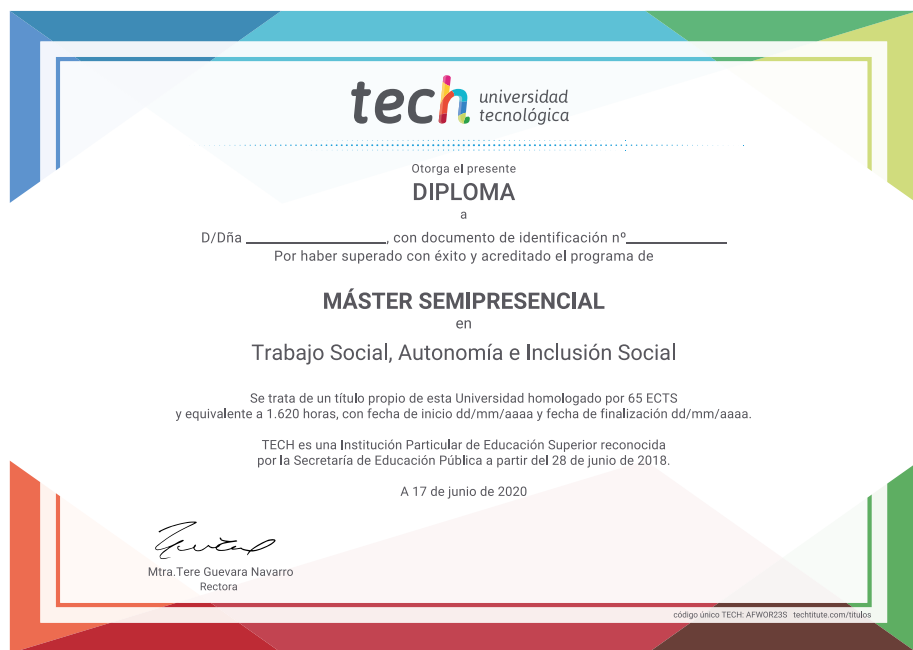 tech universidad
tecnológica
Otorga el presente
DIPLOMA
a
D/Dña ____________, con documento de identificación nº____________
Por haber superado con éxito y acreditado el programa de
MÁSTER SEMIPRESENCIAL
en
Trabajo Social, Autonomía e Inclusión Social
Se trata de un título propio de esta Universidad homologado por 65 ECTS
y equivalente a 1.620 horas, con fecha de inicio dd/mm/aaaa y fecha de finalización dd/mm/aaaa.
TECH es una Institución Particular de Educación Superior reconocida
por la Secretaría de Educación Pública a partir del 28 de junio de 2018.
A 17 de junio de 2020
Mtra.Tere Guevara Navarro
Rectora
código único TECH: AFWOR23S techtitute.com/titulos